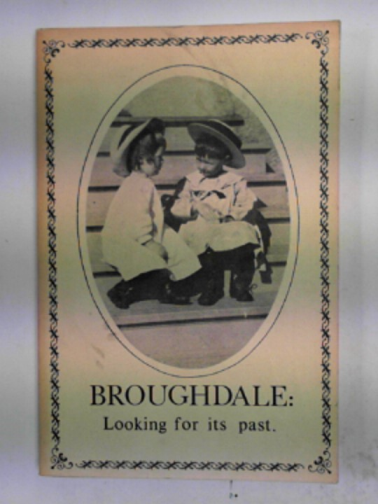 BROUGHDALE:
Looking for its past.